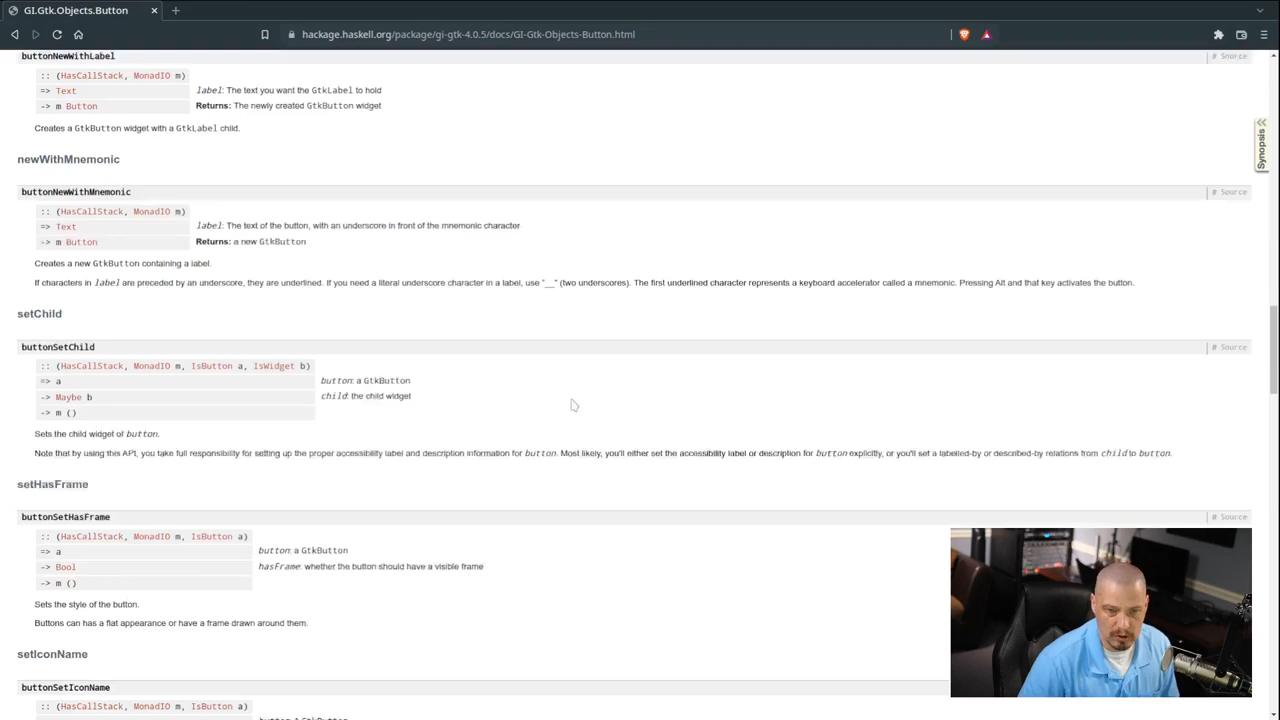 GI.Gtk.Objects.Button
hackage.haskell.org/package/gi-gtk-4.0.5/docs/GI-Gtk-Objects-Button.html
buttonNewWithLabel
# Source
:: (HasCallStack, MonadIO m)
=> Text label: The text you want the GtkLabel to hold
-> m Button Returns: The newly created GtkButton widget
Creates a GtkButton widget with a GtkLabel child.
Synopsis
newWithMnemonic
buttonNewWithMnemonic
# Source
:: (HasCallStack, MonadIO m)
=> Text label: The text of the button, with an underscore in front of the mnemonic character
-> m Button Returns: a new GtkButton
Creates a new GtkButton containing a label.
If characters in label are preceded by an underscore, they are underlined. If you need a literal underscore character in a label, use "__" (two underscores). The first underlined character represents a keyboard accelerator called a mnemonic. Pressing Alt and that key activates the button.
setChild
buttonSetChild
# Source
:: (HasCallStack, MonadIO m, IsButton a, IsWidget b)
=> a button: a GtkButton
-> Maybe b child: the child widget
-> m ()
Sets the child widget of button.
Note that by using this API, you take full responsibility for setting up the proper accessibility label and description information for button. Most likely, you'll either set the accessibility label or description for button explicitly, or you'll set a labelled-by or described-by relations from child to button.
setHasFrame
buttonSetHasFrame
# Source
:: (HasCallStack, MonadIO m, IsButton a)
=> a button: a GtkButton
-> Bool hasFrame: whether the button should have a visible frame
-> m ()
Sets the style of the button.
Buttons can has a flat appearance or have a frame drawn around them.
setIconName
buttonSetIconName
:: (HasCallStack, MonadIO m, IsButton a)